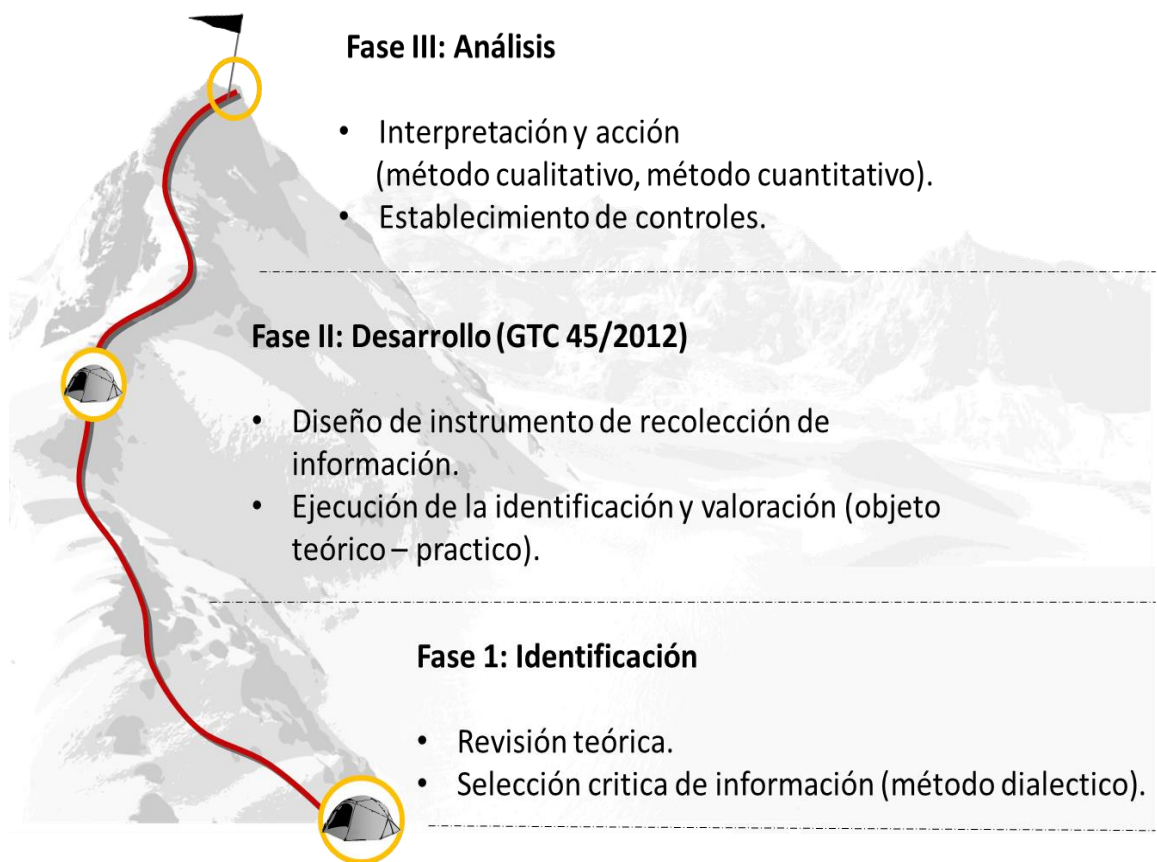 Fase III: Análisis
• Interpretación y acción
(método cualitativo, método cuantitativo).
• Establecimiento de controles.
Fase II: Desarrollo (GTC 45/2012)
• Diseño de instrumento de recolección de
información.
• Ejecución de la identificación y valoración (objeto
teórico – practico).
Fase 1: Identificación
• Revisión teórica.
• Selección critica de información (método dialectico).